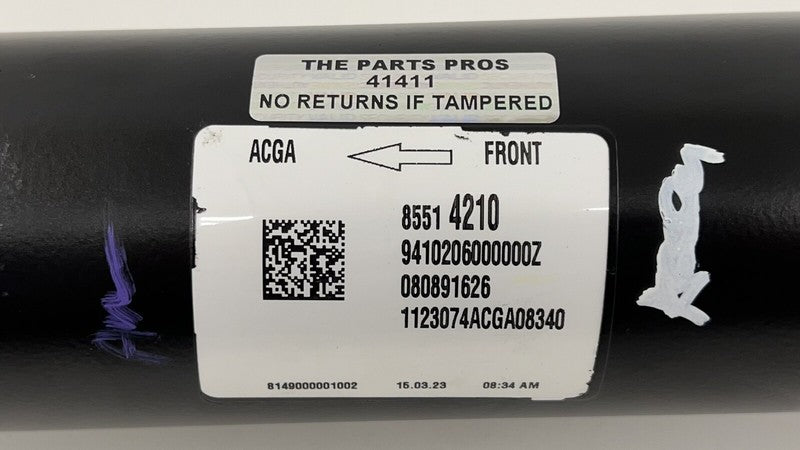 THE PARTS PROS
41411
NO RETURNS IF TAMPERED
ACGA FRONT
8551 4210
9410206000000Z
080891626
1123074ACGA08340
8149000001002 15.03.23 08:34 AM